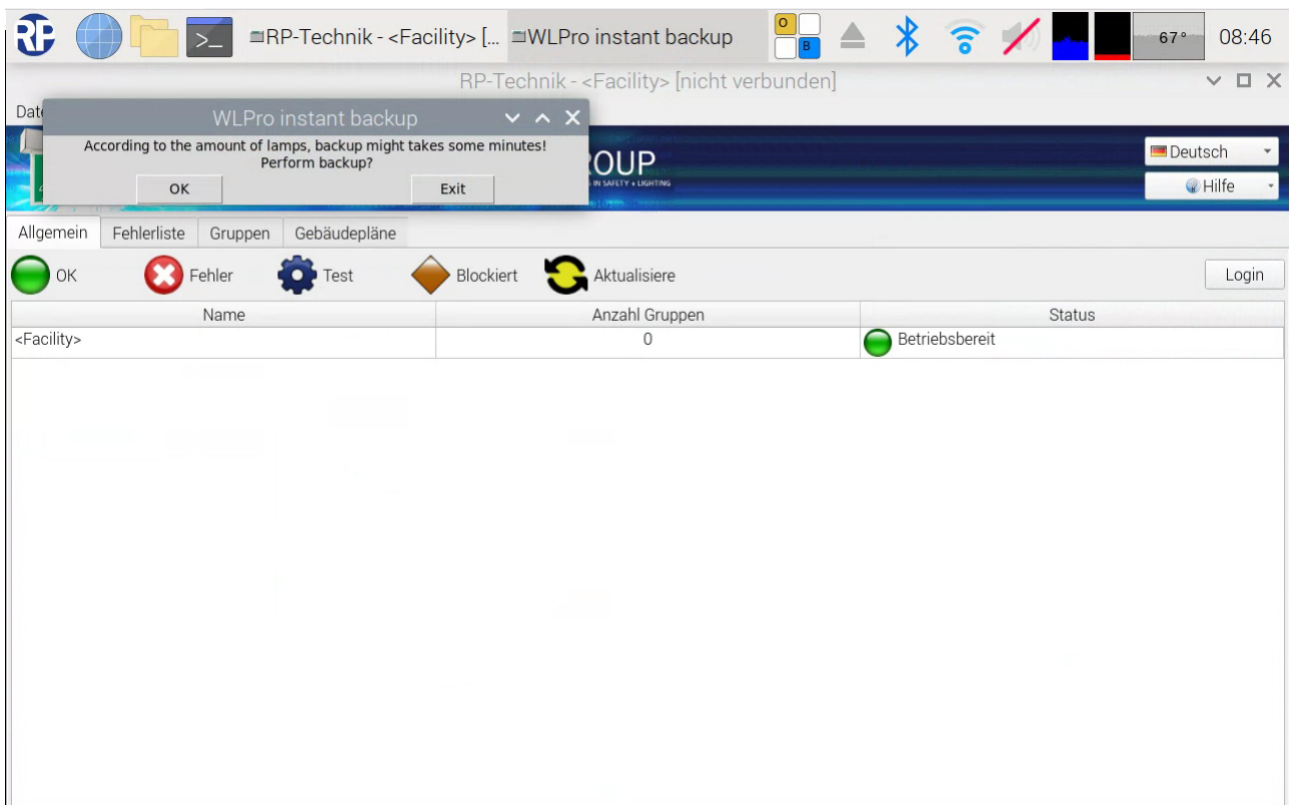 RP
>_
RP-Technik - <Facility> [...
WLPro instant backup
O
B
67°
08:46
RP-Technik - <Facility> [nicht verbunden]
WLPro instant backup
According to the amount of lamps, backup might takes some minutes!
Perform backup?
OK
Exit
Deutsch
Hilfe
Allgemein
Fehlerliste
Gruppen
Gebäudepläne
OK
Fehler
Test
Blockiert
Aktualisiere
Login
Name
Anzahl Gruppen
Status
<Facility>
0
Betriebsbereit